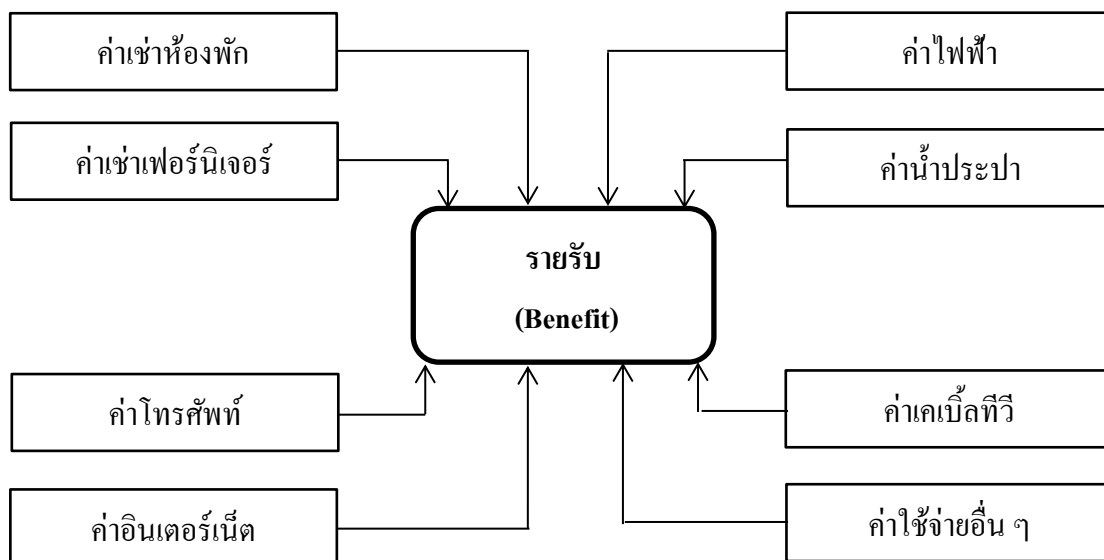 ค่าเช่าห้องพัก
ค่าไฟฟ้า
ค่าเช่าเฟอร์นิเจอร์
ค่าน้ำประปา
รายรับ
(Benefit)
ค่าโทรศัพท์
ค่าเคเบิ้ลทีวี
ค่าอินเตอร์เน็ต
ค่าใช้จ่ายอื่น ๆ